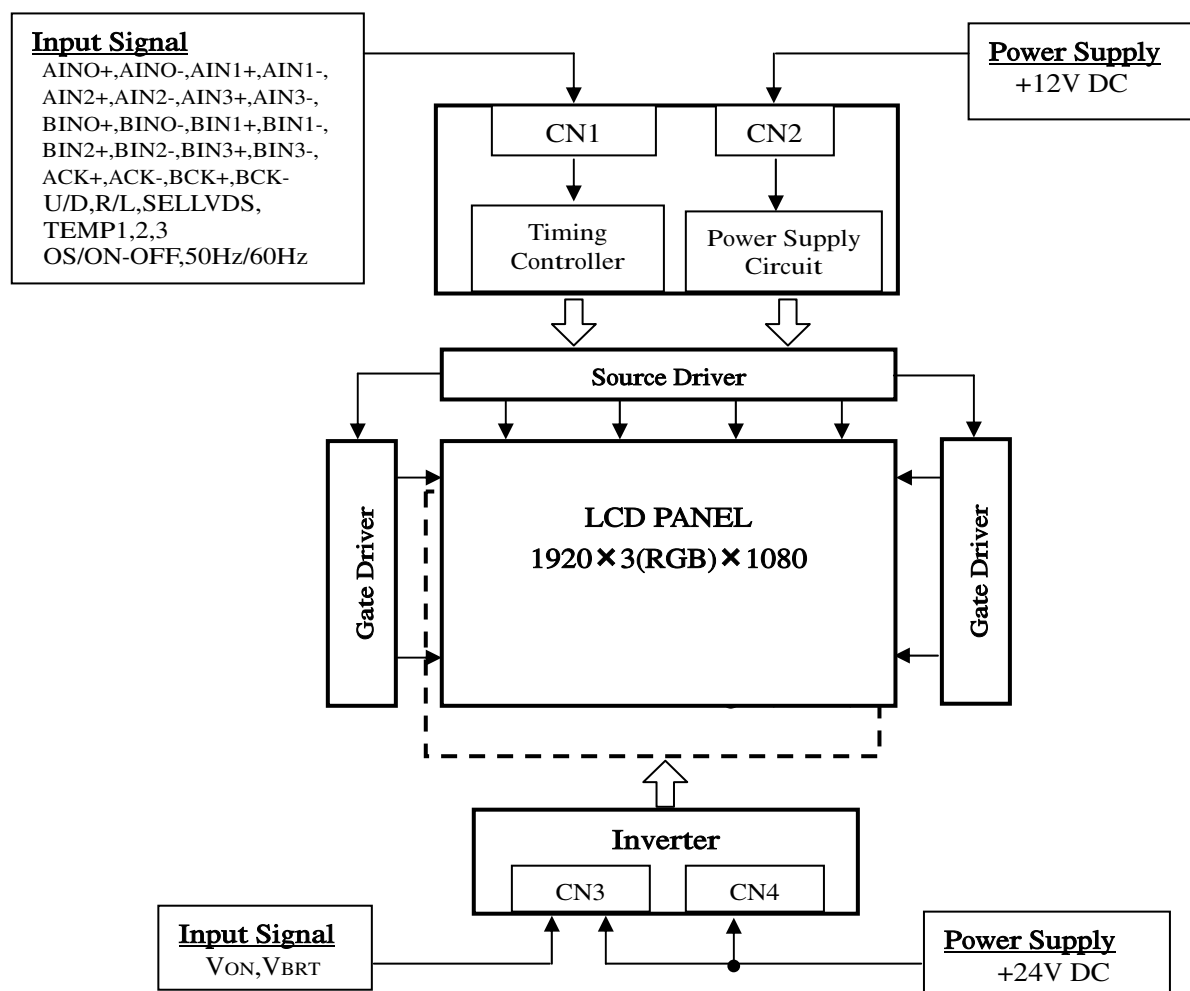 Input Signal
AINO+,AINO-,AIN1+,AIN1-,
AIN2+,AIN2-,AIN3+,AIN3-,
BINO+,BINO-,BIN1+,BIN1-,
BIN2+,BIN2-,BIN3+,BIN3-,
ACK+,ACK-,BCK+,BCK-
U/D,R/L,SELLVDS,
TEMP1,2,3
OS/ON-OFF,50Hz/60Hz
Power Supply
+12V DC
CN1
CN2
Timing
Controller
Power Supply
Circuit
Source Driver
Gate Driver
LCD PANEL
1920×3(RGB)×1080
Gate Driver
Inverter
CN3
CN4
Input Signal
VON,VBRT
Power Supply
+24V DC